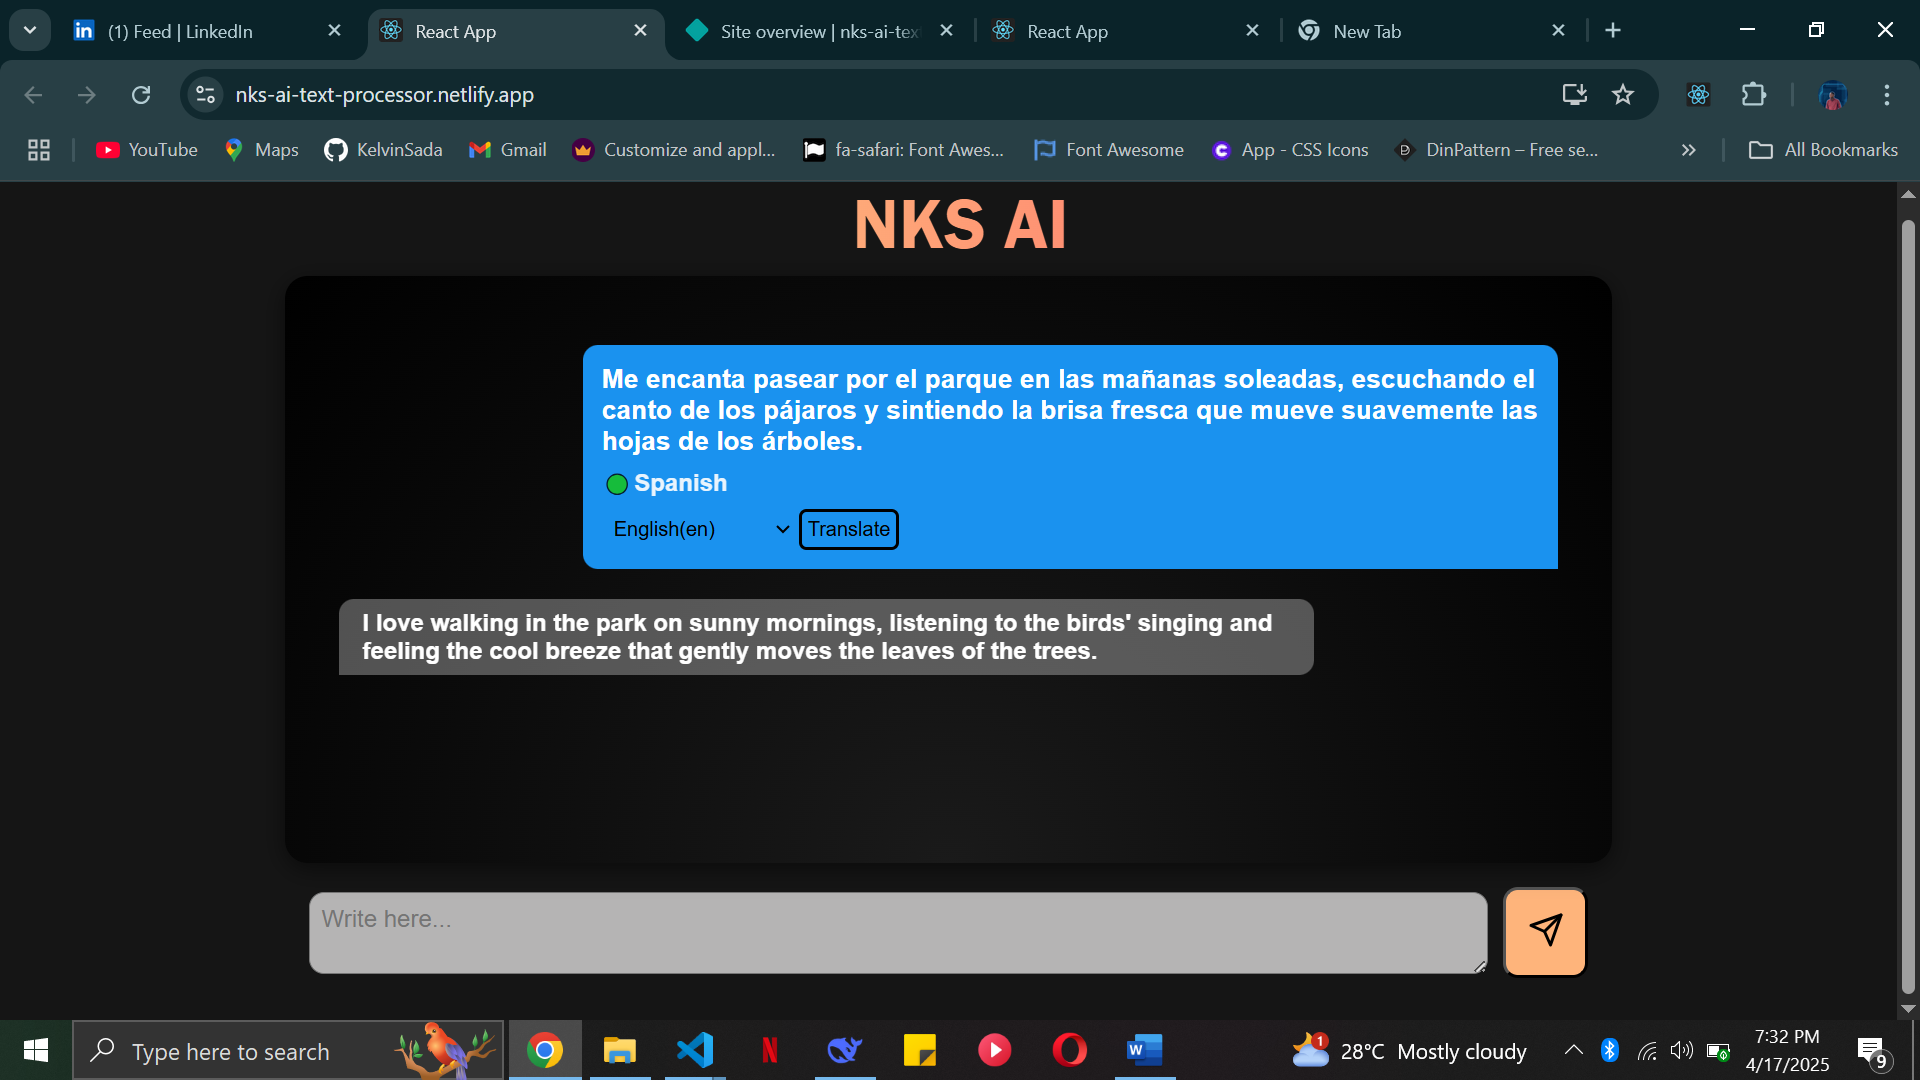 (1) Feed | LinkedIn
React App
Site overview | nks-ai-tex
React App
New Tab
nks-ai-text-processor.netlify.app
YouTube
Maps
KelvinSada
Gmail
Customize and appl...
fa-safari: Font Awes...
Font Awesome
App - CSS Icons
DinPattern – Free se...
All Bookmarks
NKS AI
Me encanta pasear por el parque en las mañanas soleadas, escuchando el
canto de los pájaros y sintiendo la brisa fresca que mueve suavemente las
hojas de los árboles.
Spanish
English(en)
Translate
I love walking in the park on sunny mornings, listening to the birds' singing and
feeling the cool breeze that gently moves the leaves of the trees.
Write here...
Type here to search
1
28°C Mostly cloudy
7:32 PM
4/17/2025
9